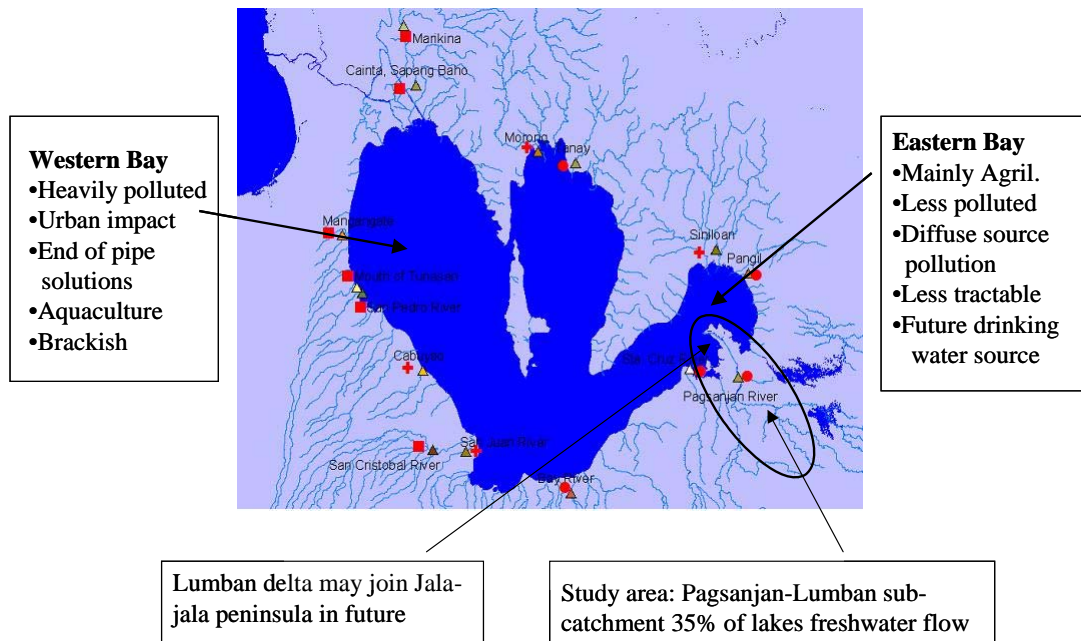 Marikina
Cainta, Sapang Baho
Morong
Tanay
Western Bay
•Heavily polluted
•Urban impact
•End of pipe
solutions
•Aquaculture
•Brackish
Eastern Bay
•Mainly Agril.
•Less polluted
•Diffuse source
pollution
•Less tractable
•Future drinking
water source
Mangangate
Mouth of Tunasan
San Pedro River
Cabuyao
Siniloan
Pangil
Sta. Cruz
Pagsanjan River
San Juan River
San Cristobal River
Bay River
Lumban delta may join Jala-
jala peninsula in future
Study area: Pagsanjan-Lumban sub-
catchment 35% of lakes freshwater flow